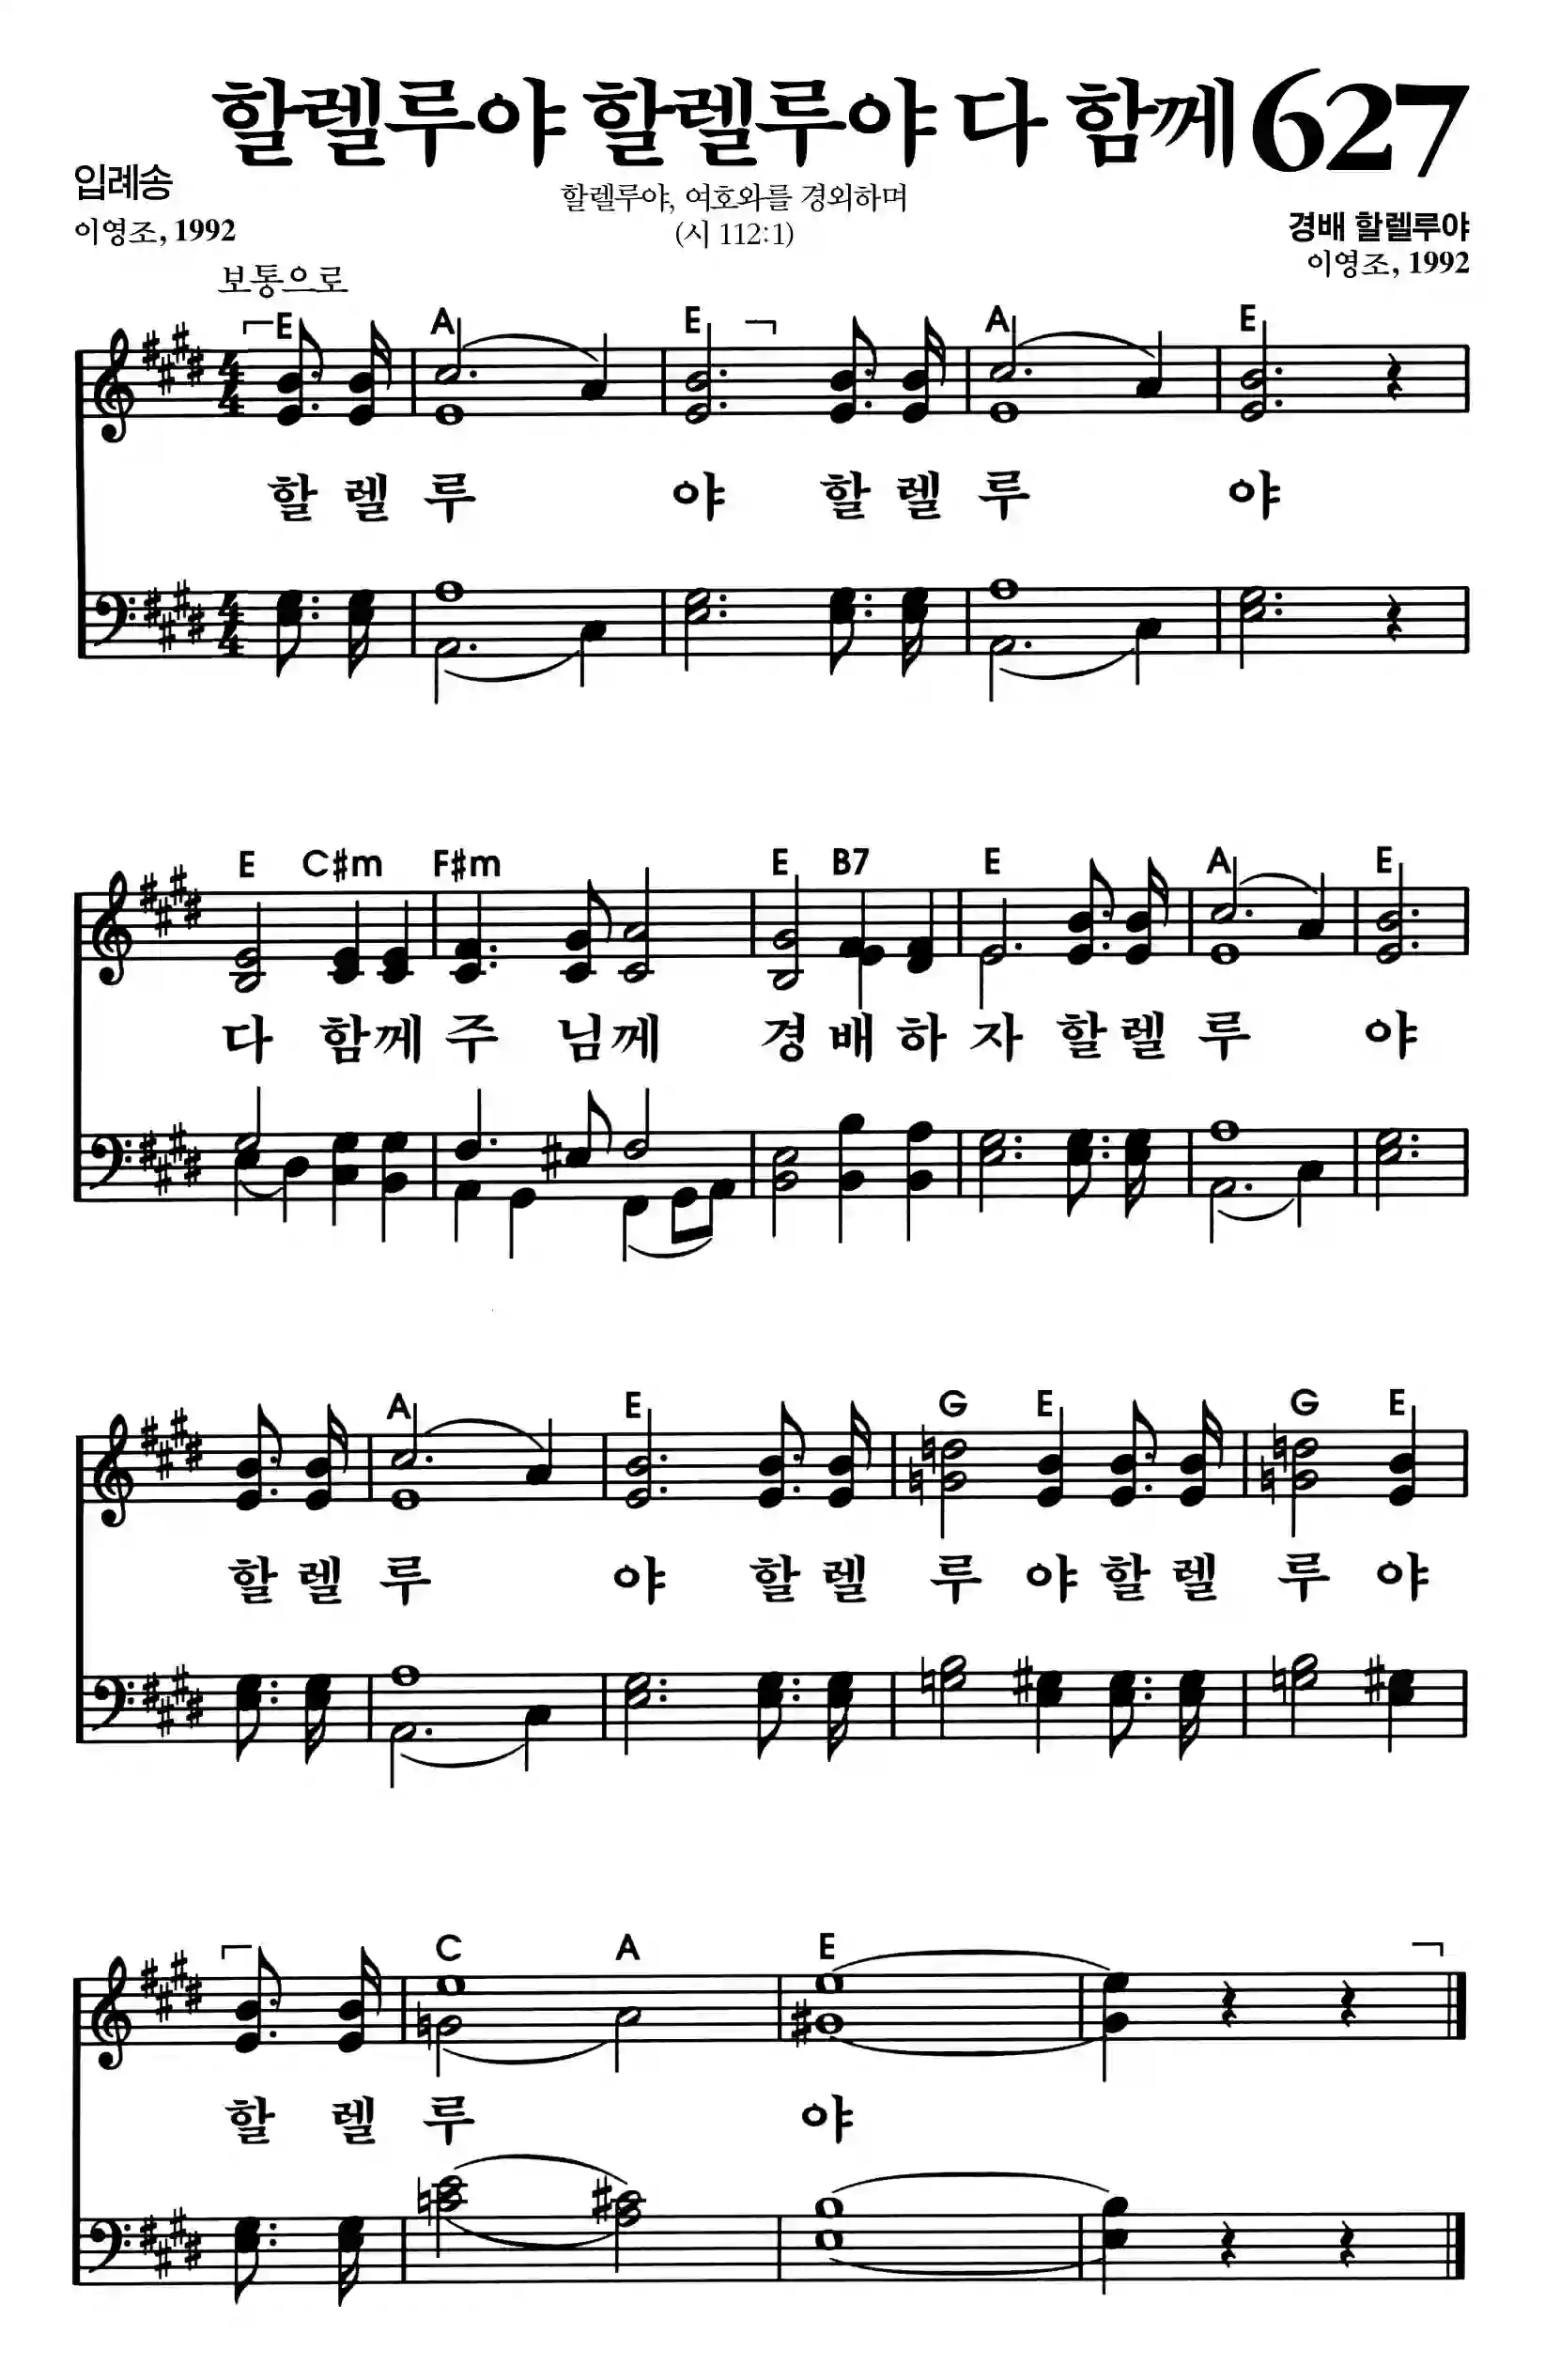 할렐루야 할렐루야 다 함께 627
입례송
할렐루야, 여호와를 경외하며
이영조, 1992
(시 112:1)
경배 할렐루야
이영조, 1992
보통으로
E A E A E
할 렐 루 야 할 렐 루 야
E C#m F#m E B7 E A E
다 함께 주 님께 경 배 하 자 할 렐 루 야
A E G E G E
할 렐 루 야 할 렐 루 야 할 렐 루 야
C A E
할 렐 루 야